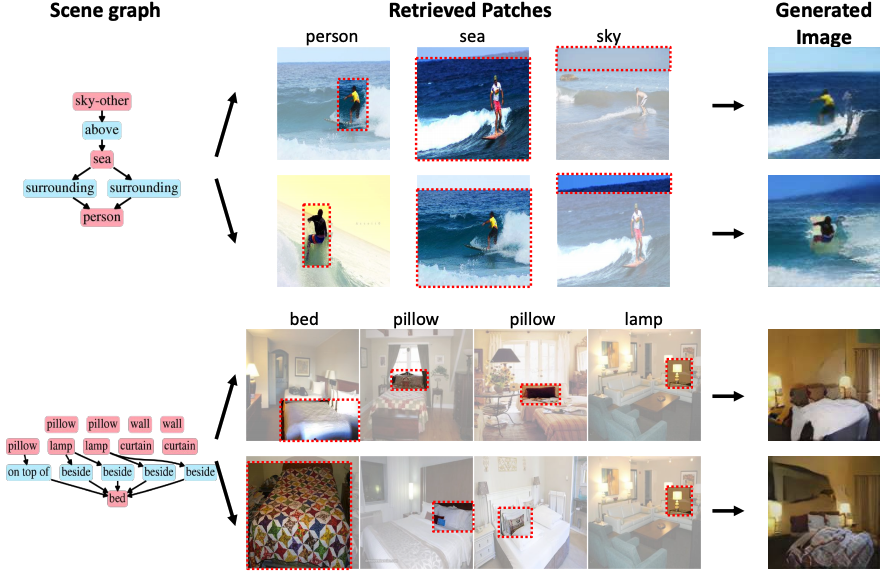 Scene graph
Retrieved Patches
Generated
Image
person
sea
sky
sky-other
above
sea
surrounding surrounding
person
bed
pillow
pillow
lamp
pillow pillow wall wall
pillow lamp lamp curtain curtain
on top of beside beside beside beside
bed